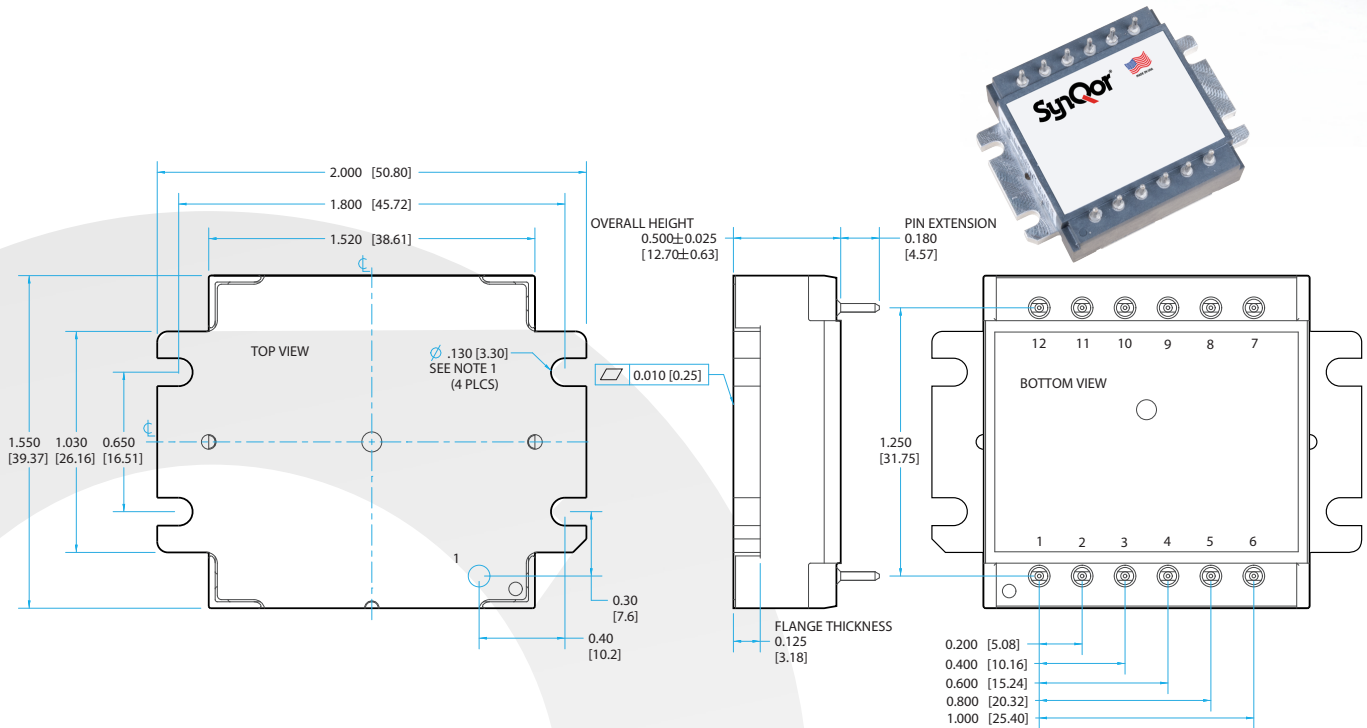 SynQor®
MADE IN USA
2.000 [50.80]
1.800 [45.72]
1.520 [38.61]
℄
TOP VIEW
⌀ .130 [3.30]
SEE NOTE 1
(4 PLCS)
℄
1.550
[39.37]
1.030
[26.16]
0.650
[16.51]
1
0.30
[7.6]
0.40
[10.2]
OVERALL HEIGHT
0.500±0.025
[12.70±0.63]
PIN EXTENSION
0.180
[4.57]
⏥ 0.010 [0.25]
FLANGE THICKNESS
0.125
[3.18]
1.250
[31.75]
12 11 10 9 8 7
BOTTOM VIEW
1 2 3 4 5 6
0.200 [5.08]
0.400 [10.16]
0.600 [15.24]
0.800 [20.32]
1.000 [25.40]